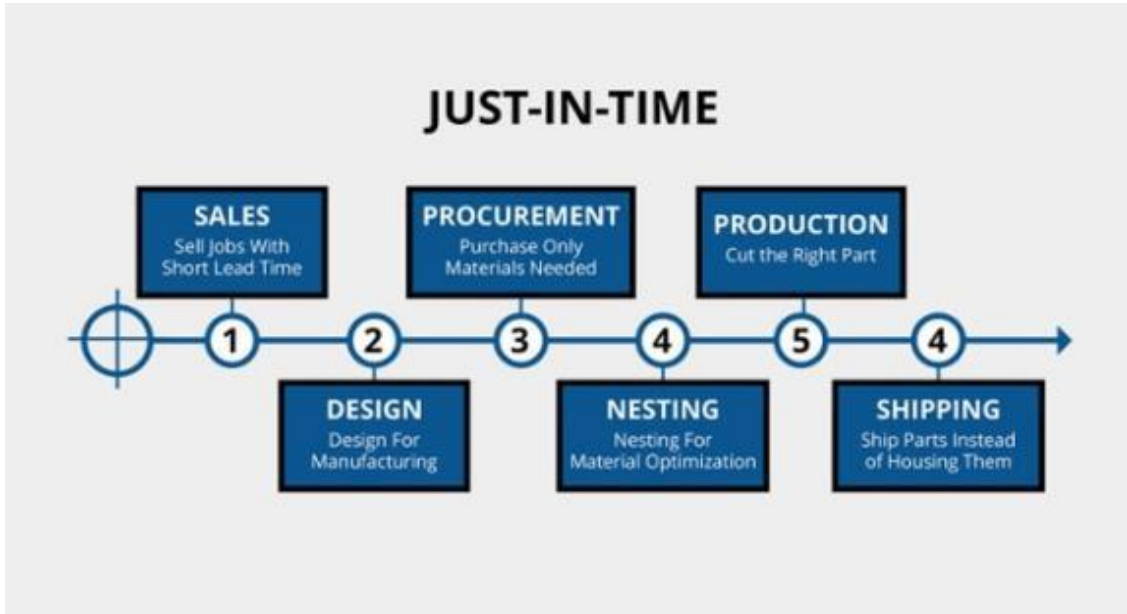 JUST-IN-TIME
SALES
Sell Jobs With
Short Lead Time
PROCUREMENT
Purchase Only
Materials Needed
PRODUCTION
Cut the Right Part
1
2
3
4
5
4
DESIGN
Design For
Manufacturing
NESTING
Nesting For
Material Optimization
SHIPPING
Ship Parts Instead
of Housing Them